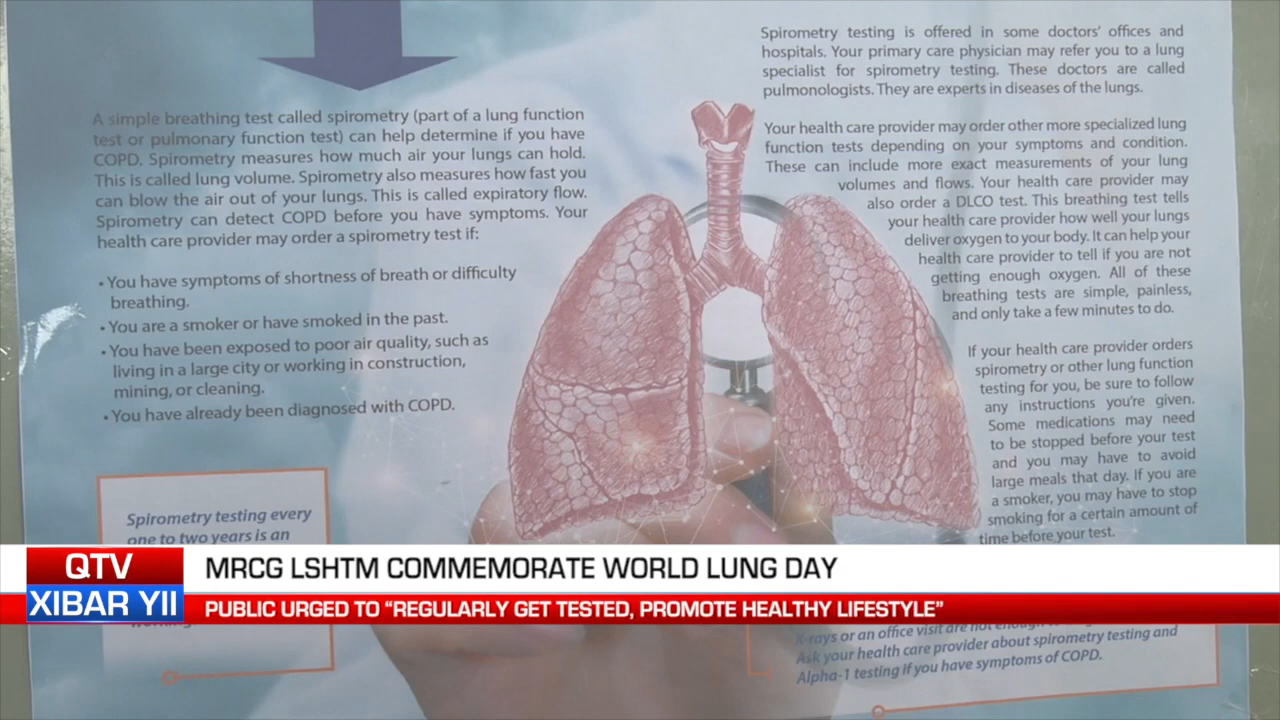 A simple breathing test called spirometry (part of a lung function
test or pulmonary function test) can help determine if you have
COPD. Spirometry measures how much air your lungs can hold.
This is called lung volume. Spirometry also measures how fast you
can blow the air out of your lungs. This is called expiratory flow.
Spirometry can detect COPD before you have symptoms. Your
health care provider may order a spirometry test if:
• You have symptoms of shortness of breath or difficulty
breathing.
• You are a smoker or have smoked in the past.
• You have been exposed to poor air quality, such as
living in a large city or working in construction,
mining, or cleaning.
• You have already been diagnosed with COPD.
Spirometry testing every
one to two years is an
Spirometry testing is offered in some doctors' offices and
hospitals. Your primary care physician may refer you to a lung
specialist for spirometry testing. These doctors are called
pulmonologists. They are experts in diseases of the lungs.
Your health care provider may order other more specialized lung
function tests depending on your symptoms and condition.
These can include more exact measurements of your lung
volumes and flows. Your health care provider may
also order a DLCO test. This breathing test tells
your health care provider how well your lungs
deliver oxygen to your body. It can help your
health care provider to tell if you are not
getting enough oxygen. All of these
breathing tests are simple, painless,
and only take a few minutes to do.
If your health care provider orders
spirometry or other lung function
testing for you, be sure to follow
any instructions you're given.
Some medications may need
to be stopped before your test
and you may have to avoid
large meals that day. If you are
a smoker, you may have to stop
smoking for a certain amount of
time before your test.
X-rays or an office visit are not enough
Ask your health care provider about spirometry testing and
Alpha-1 testing if you have symptoms of COPD.
QTV
XIBAR YII
MRCG LSHTM COMMEMORATE WORLD LUNG DAY
PUBLIC URGED TO “REGULARLY GET TESTED, PROMOTE HEALTHY LIFESTYLE”